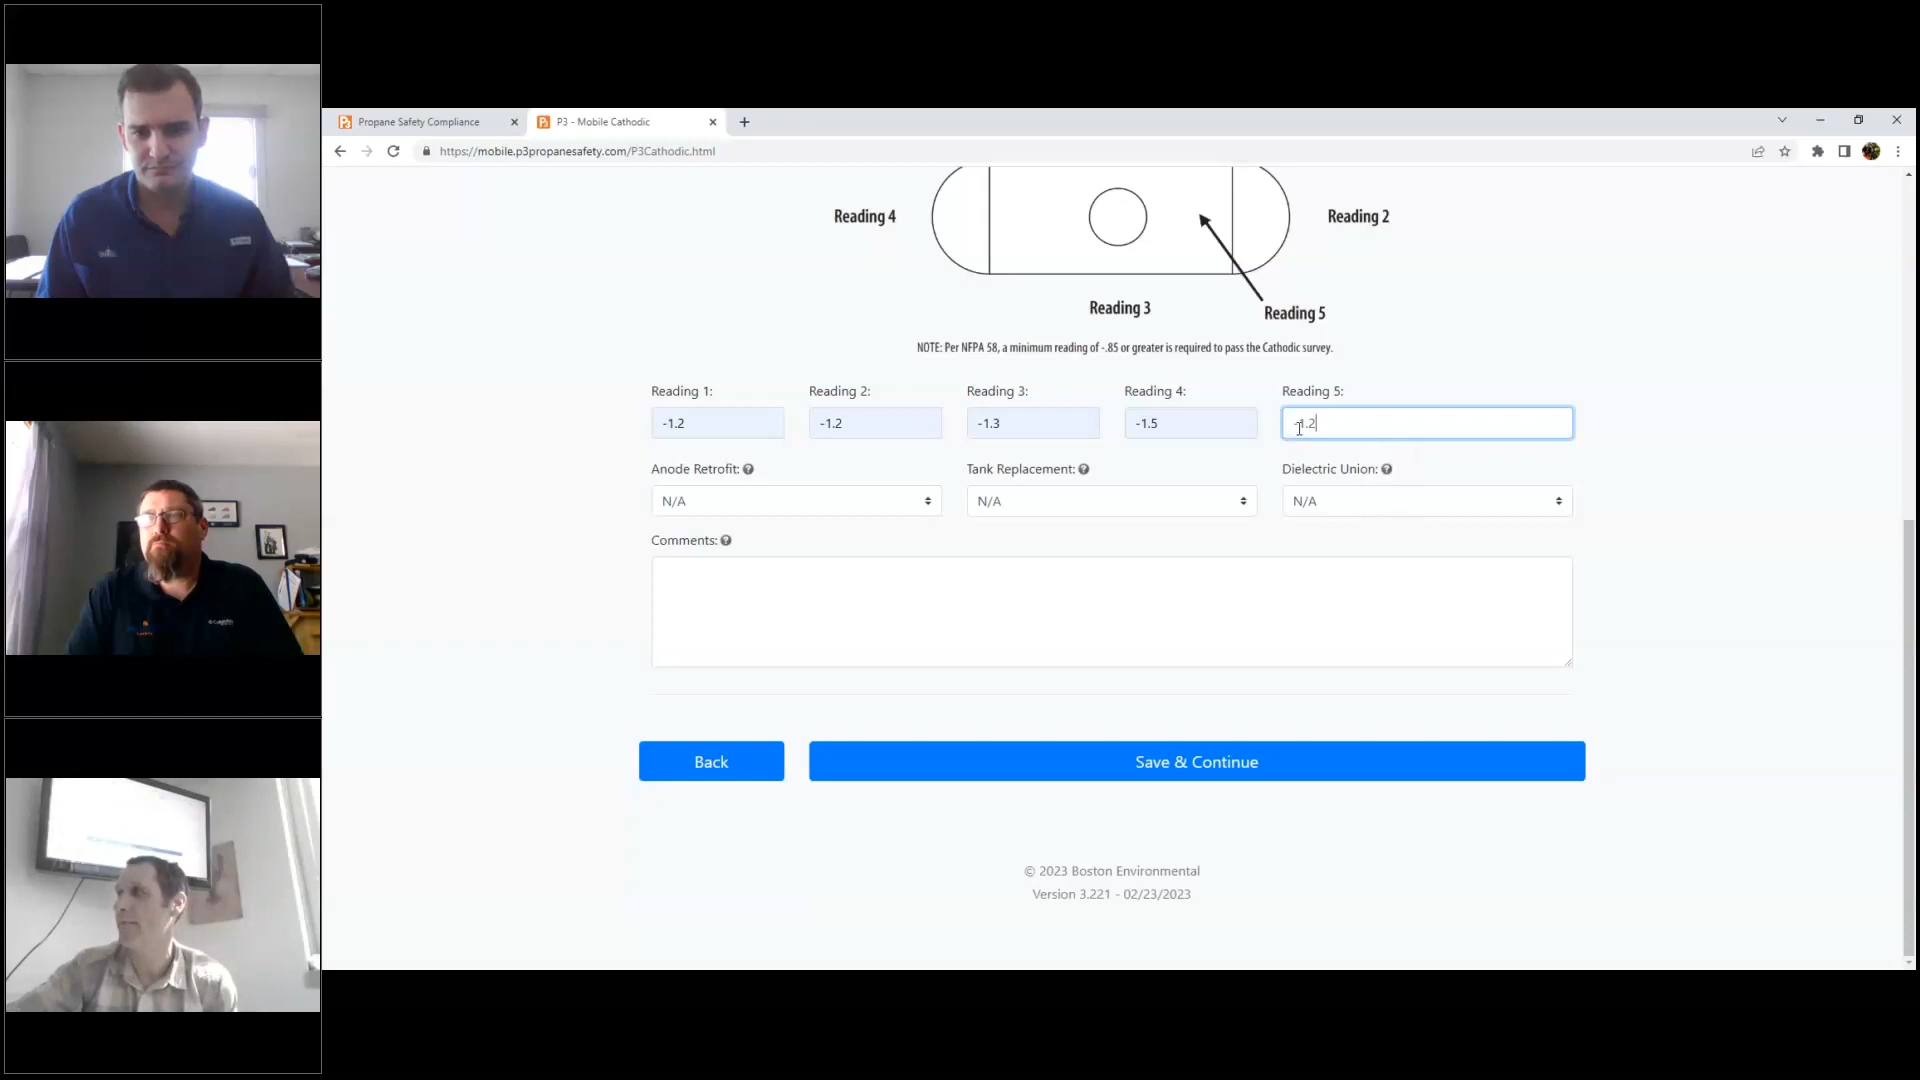 Propane Safety Compliance
P3 - Mobile Cathodic
https://mobile.p3propanesafety.com/P3Cathodic.html
Reading 4
Reading 2
Reading 3
Reading 5
NOTE: Per NFPA 58, a minimum reading of -.85 or greater is required to pass the Cathodic survey.
Reading 1: Reading 2: Reading 3: Reading 4: Reading 5:
-1.2 -1.2 -1.3 -1.5 -1.2
Anode Retrofit: Tank Replacement: Dielectric Union:
N/A N/A N/A
Comments:
Back Save & Continue
© 2023 Boston Environmental
Version 3.221 - 02/23/2023